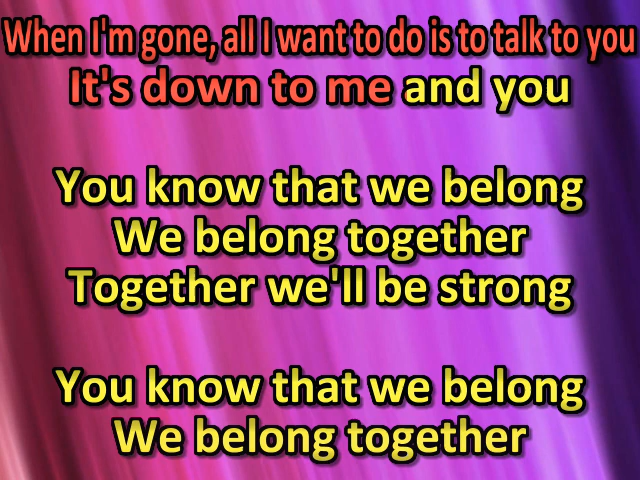 When I'm gone, all I want to do is to talk to you
It's down to me and you
You know that we belong
We belong together
Together we'll be strong
You know that we belong
We belong together